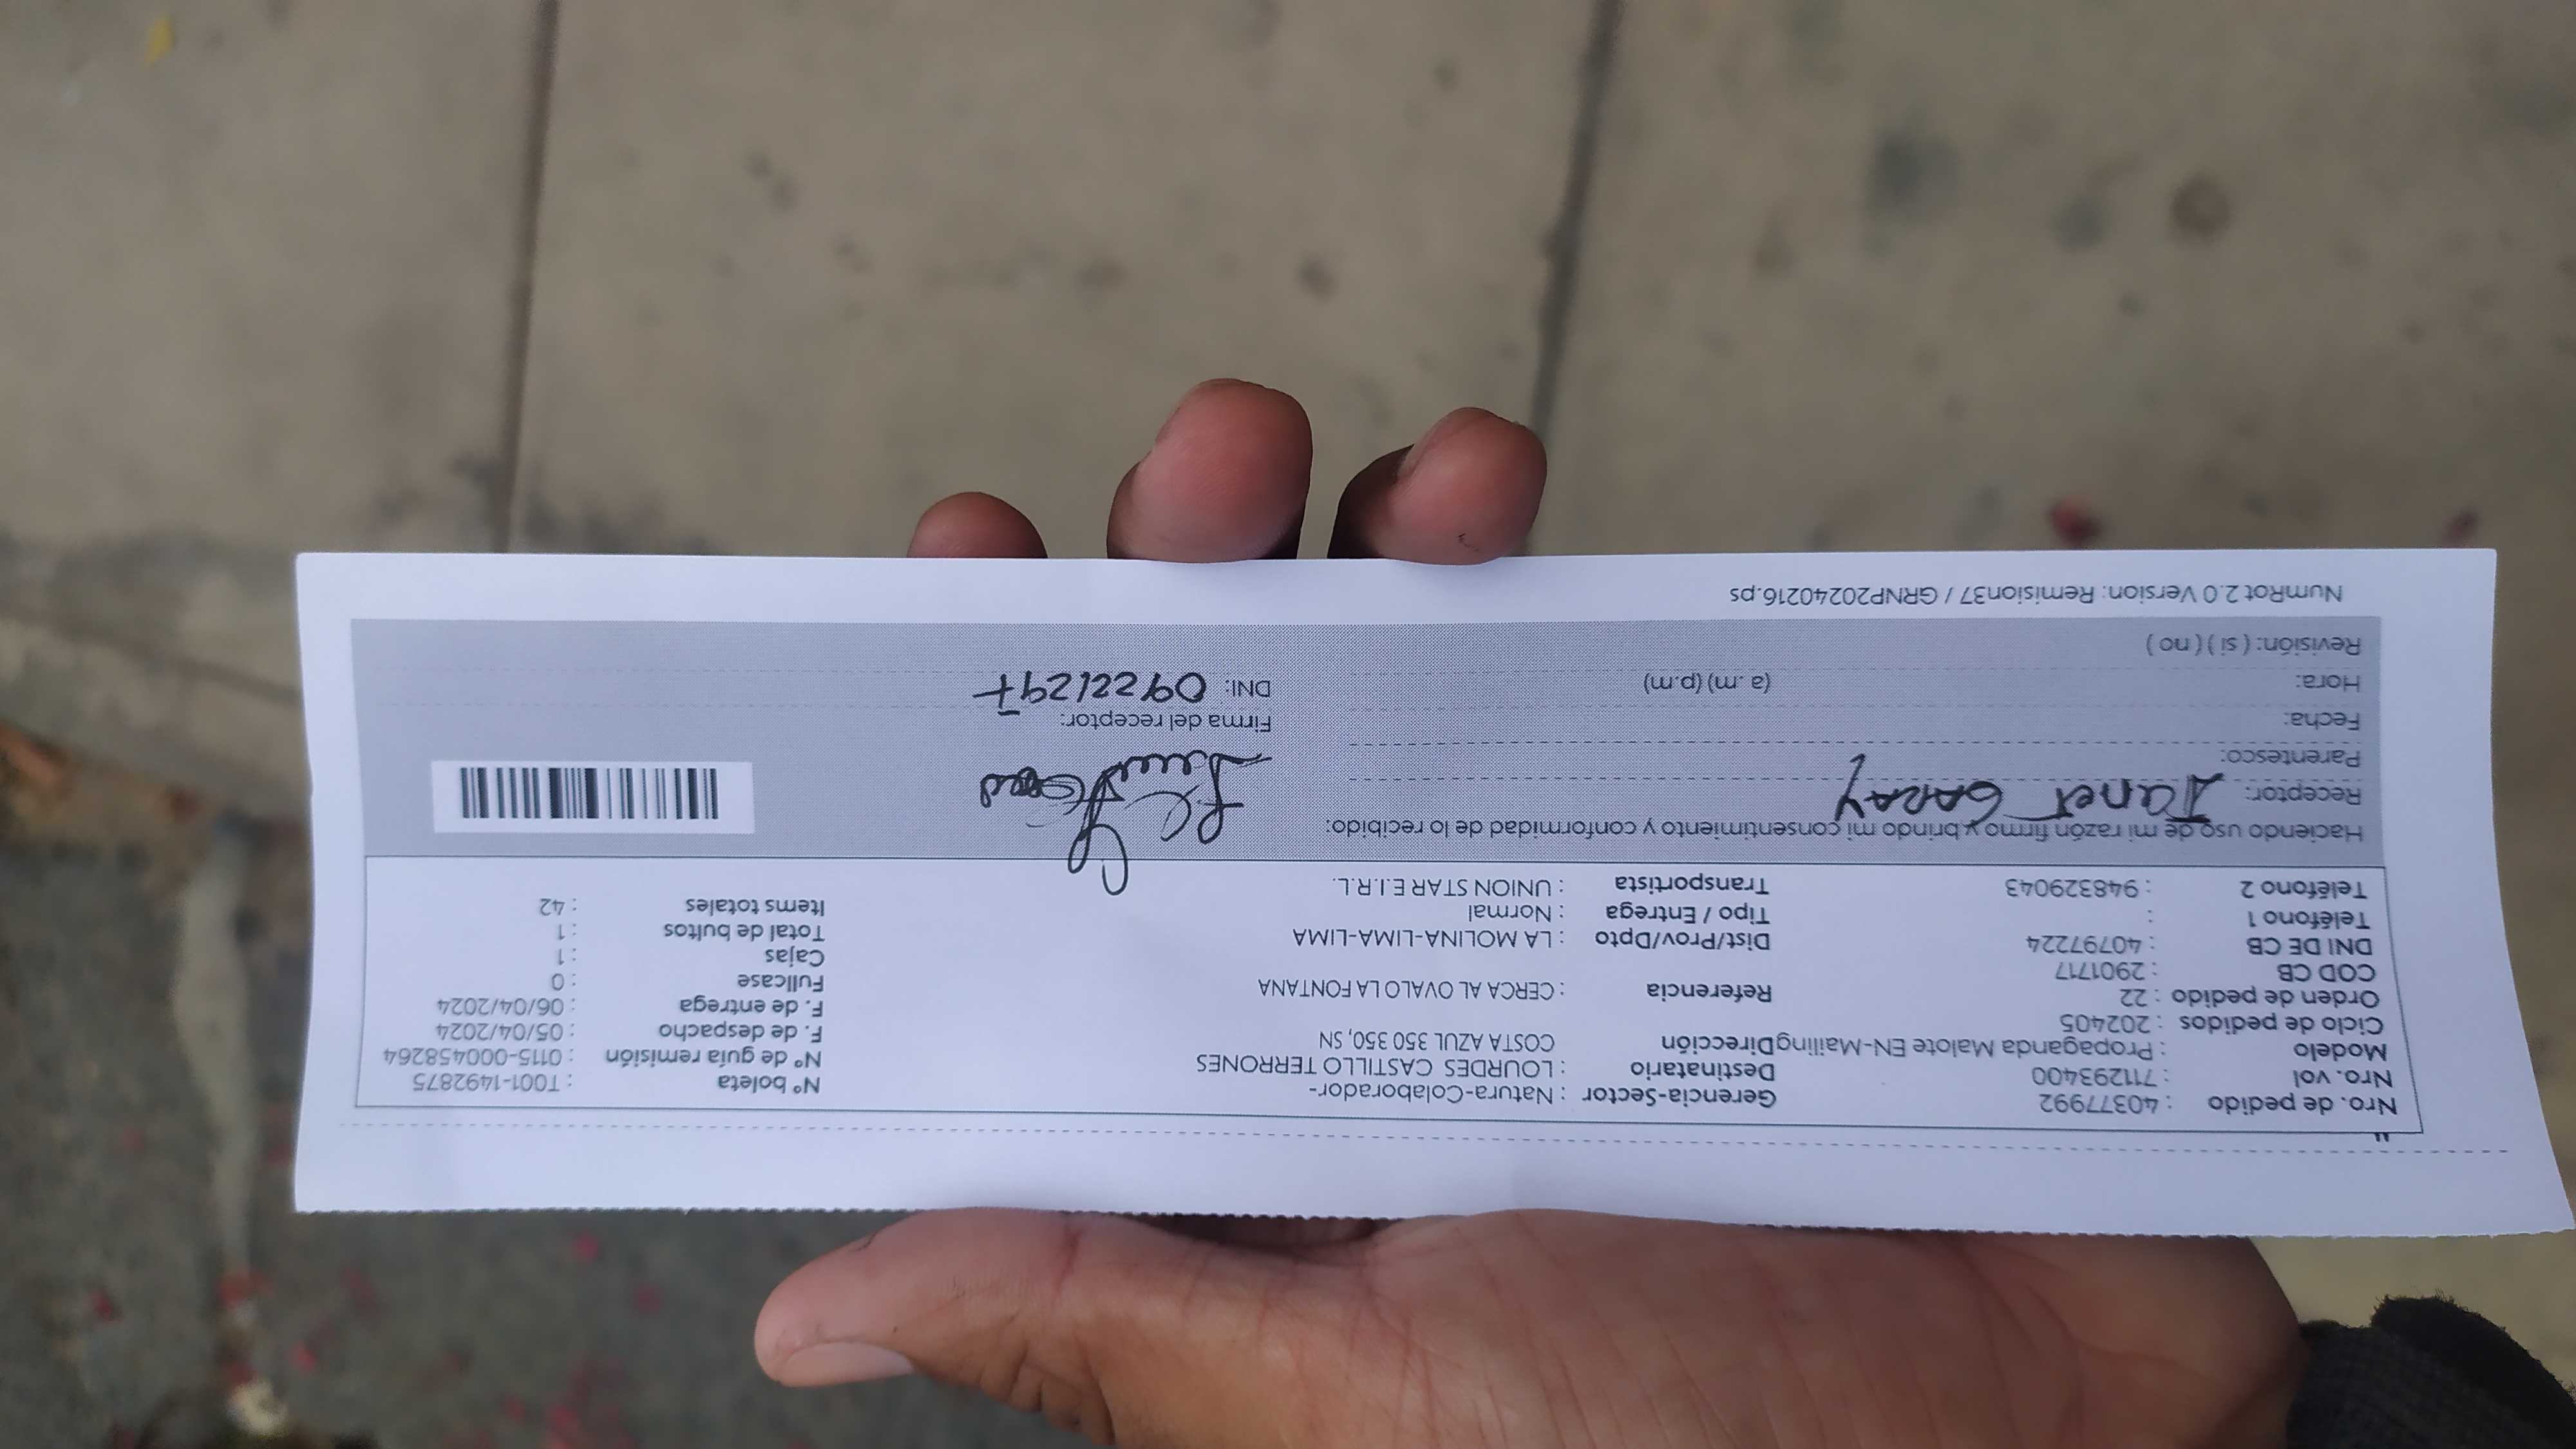 Nro. de pedido : 40377992 Gerencia-Sector : Natura-Colaborador- Nº boleta : T001-1492875
Nro. vol : 711293400 Destinatario : LOURDES CASTILLO TERRONES Nº de guía remisión : 0115-000458264
Modelo : Propaganda Malote EN-Mailing Dirección COSTA AZUL 350 350, SN F. de despacho : 05/04/2024
Ciclo de pedidos : 202405 F. de entrega : 06/04/2024
Orden de pedido : 22 Referencia : CERCA AL OVALO LA FONTANA Fullcase : 0
COD CB : 2901717 Cajas : 1
DNI DE CB : 40797224 Dist/Prov/Dpto : LA MOLINA-LIMA-LIMA Total de bultos : 1
Teléfono 1 : Tipo / Entrega : Normal Items totales : 42
Teléfono 2 : 948329043 Transportista : UNION STAR E.I.R.L.
Haciendo uso de mi razón firmo y brindo mi consentimiento y conformidad de lo recibido:
Receptor: Ianet GARAY
Parentesco:
Fecha: Firma del receptor:
Hora: (a .m) (p.m) DNI: 09221297
Revisión: ( si ) ( no )
NumRot 2.0 Version: Remision37 / GRNP20240216.ps